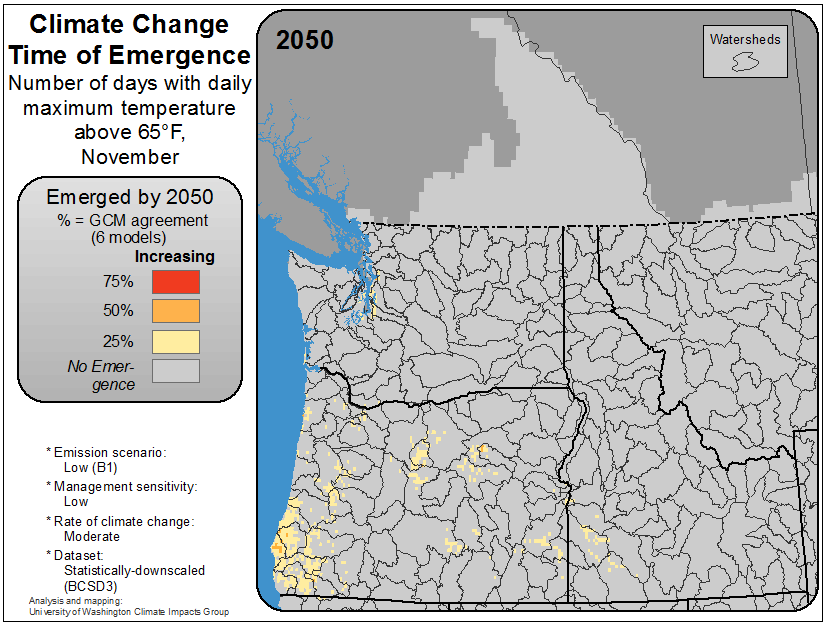 Climate Change
Time of Emergence
Number of days with daily
maximum temperature
above 65°F,
November
Emerged by 2050
% = GCM agreement
(6 models)
Increasing
75%
50%
25%
No Emer-
gence
* Emission scenario:
Low (B1)
* Management sensitivity:
Low
* Rate of climate change:
Moderate
* Dataset:
Statistically-downscaled
(BCSD3)
Analysis and mapping:
University of Washington Climate Impacts Group
2050
Watersheds